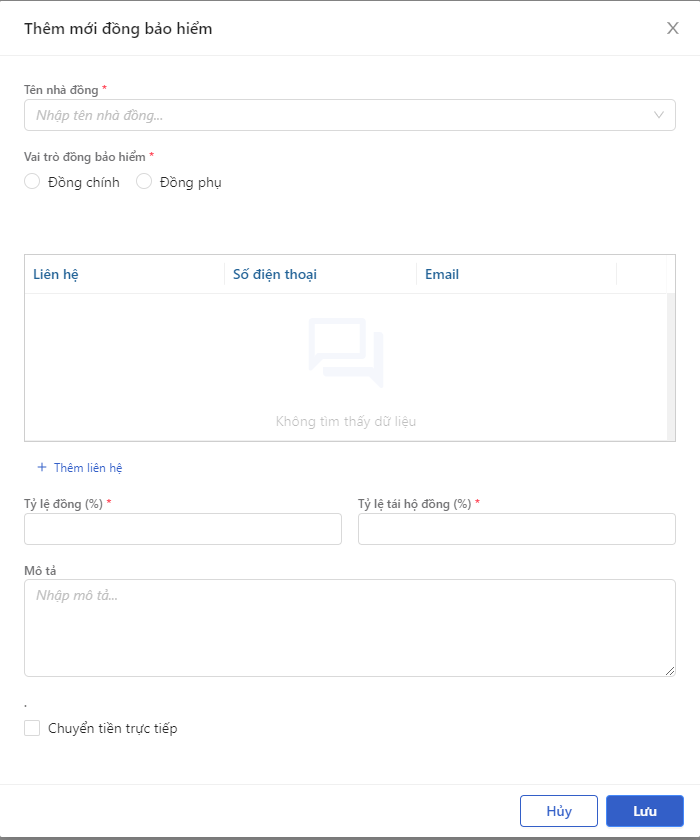 Thêm mới đồng bảo hiểm
Tên nhà đồng *
Nhập tên nhà đồng...
Vai trò đồng bảo hiểm *
Đồng chính Đồng phụ
Liên hệ Số điện thoại Email
Không tìm thấy dữ liệu
+ Thêm liên hệ
Tỷ lệ đồng (%) * Tỷ lệ tái hộ đồng (%) *
Mô tả
Nhập mô tả...
.
Chuyển tiền trực tiếp
Hủy Lưu